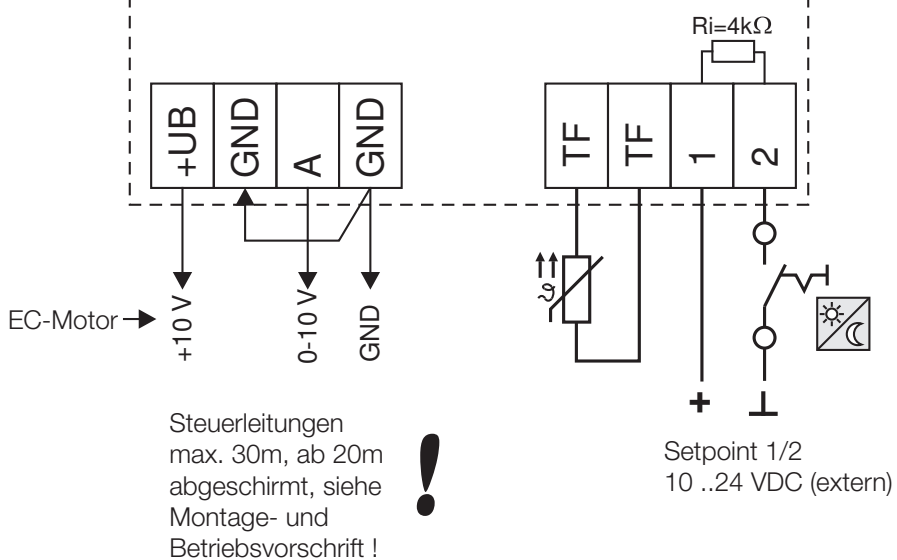 Ri=4kΩ
+UB
GND
A
GND
TF
TF
1
2
EC-Motor
+10 V
0-10 V
GND
ϑ
+
Steuerleitungen
max. 30m, ab 20m
abgeschirmt, siehe
Montage- und
Betriebsvorschrift !
!
Setpoint 1/2
10 ..24 VDC (extern)